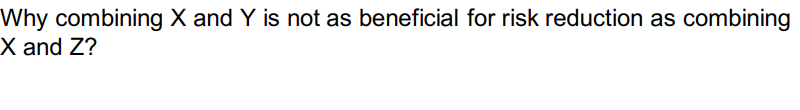 Why combining X and Y is not as beneficial for risk reduction as combining
X and Z?